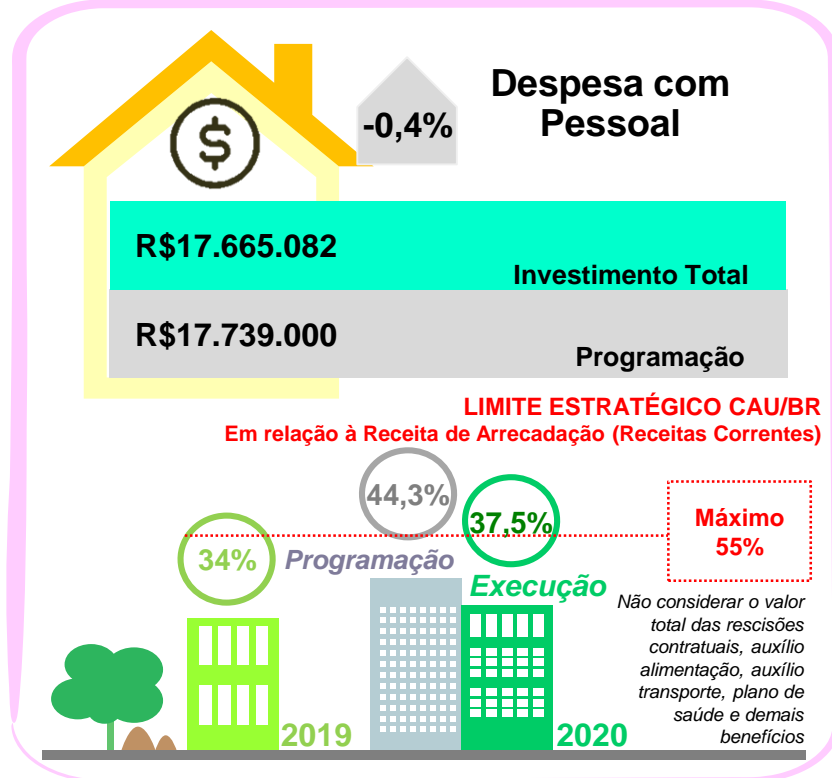 Despesa com
Pessoal
-0,4%
$
R$17.665.082
Investimento Total
R$17.739.000
Programação
LIMITE ESTRATÉGICO CAU/BR
Em relação à Receita de Arrecadação (Receitas Correntes)
44,3%
37,5%
34%
Programação
Execução
Máximo
55%
Não considerar o valor
total das rescisões
contratuais, auxílio
alimentação, auxílio
transporte, plano de
saúde e demais
benefícios
2019
2020